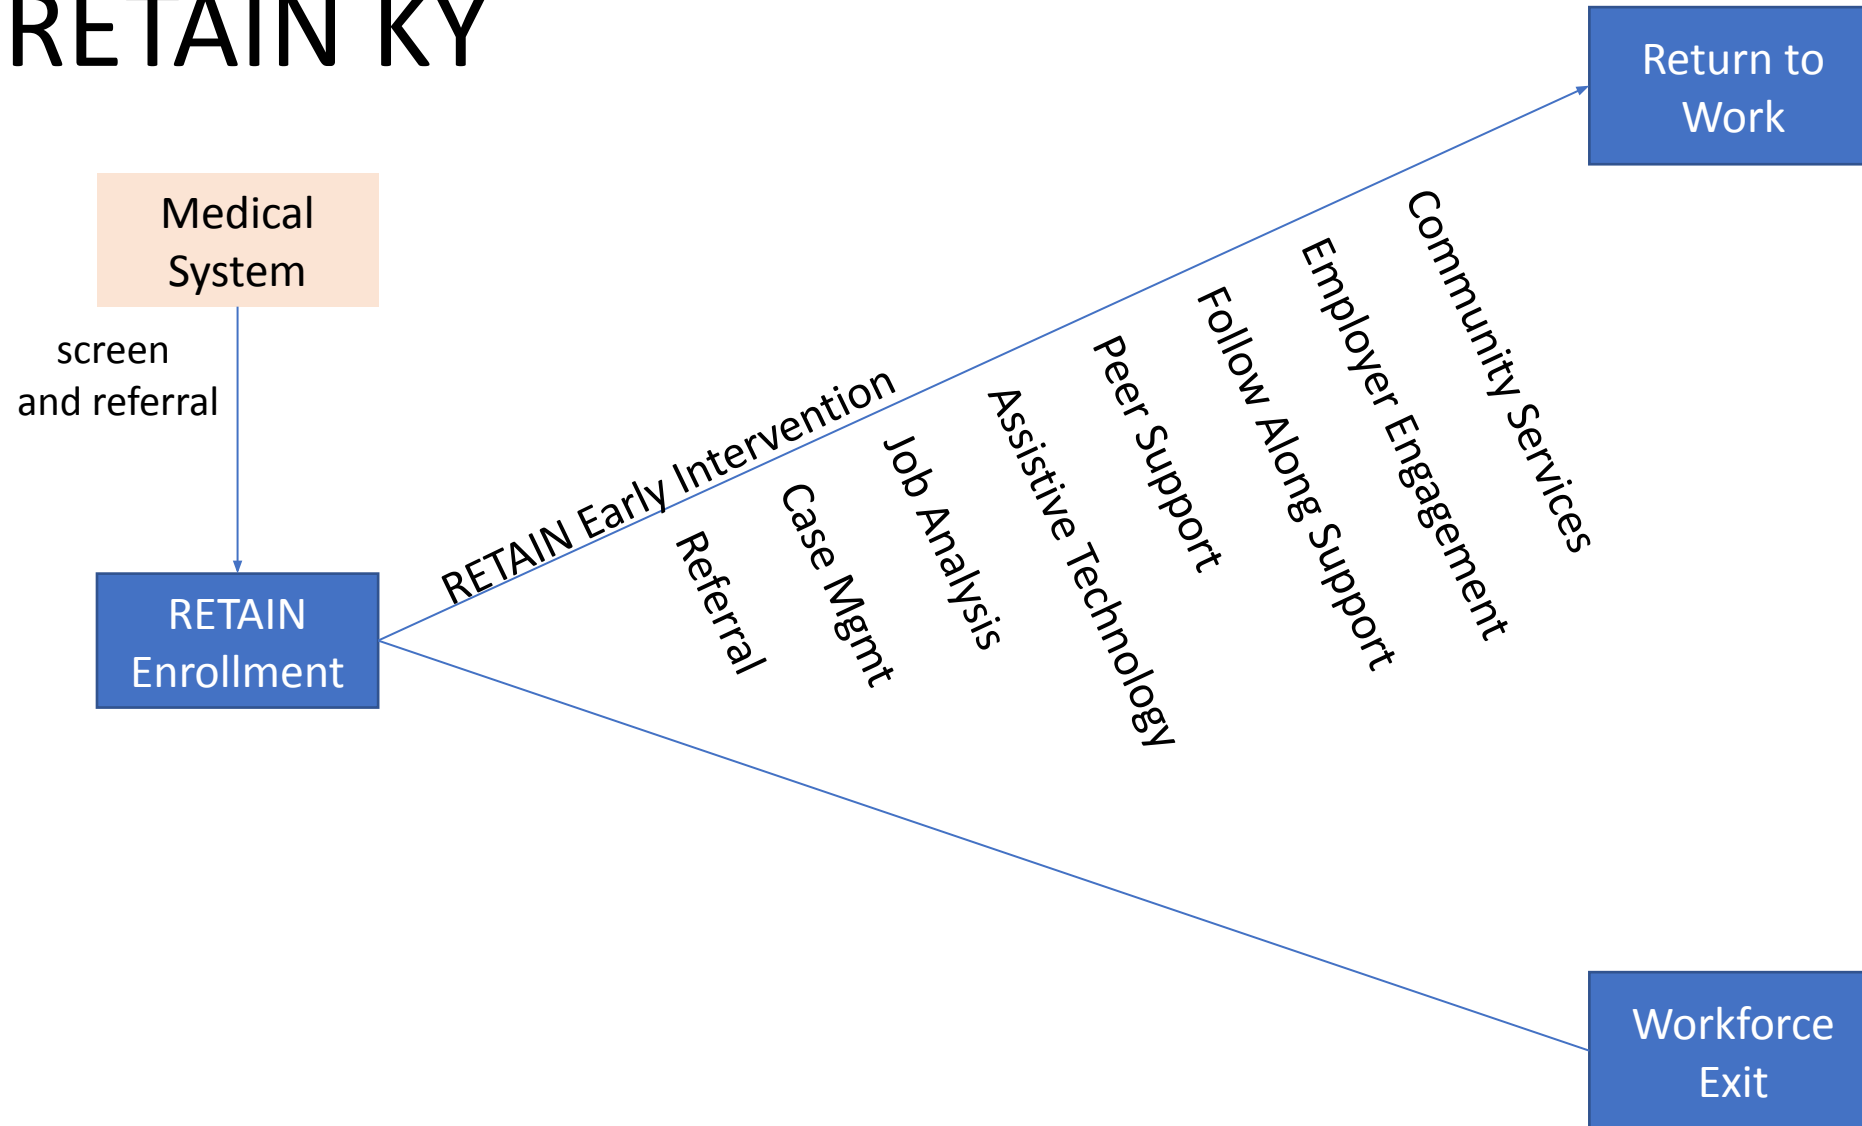 RETAIN KY
Return to
Work
Medical
System
screen
and referral
RETAIN
Enrollment
RETAIN Early Intervention
Referral
Case Mgmt
Job Analysis
Assistive Technology
Peer Support
Follow Along Support
Employer Engagement
Community Services
Workforce
Exit